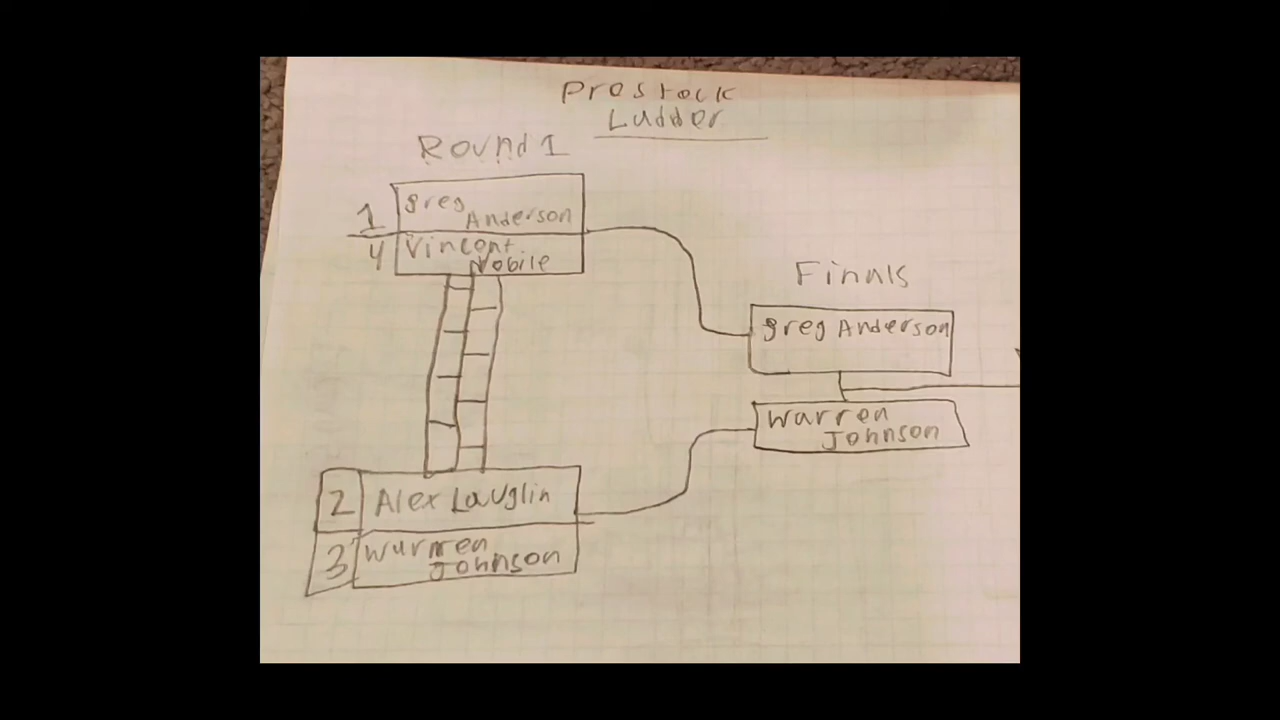 Prostock
Ladder
Round 1
1
greg
Anderson
4
Vincent
Nobile
2
Alex Lauglin
3
Warren
Johnson
Finals
greg Anderson
Warren
Johnson